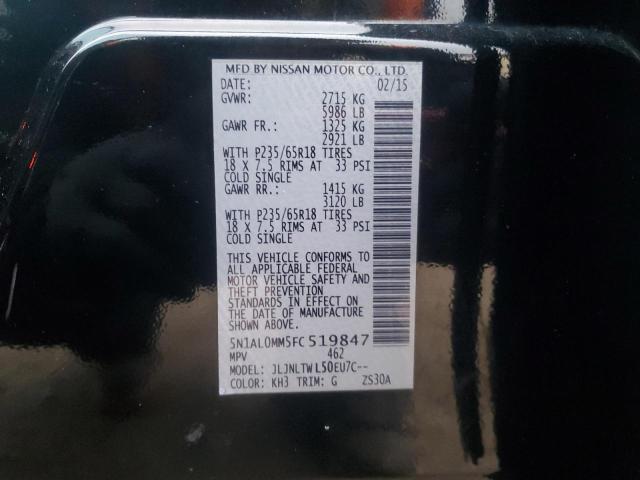 MFD BY NISSAN MOTOR CO., LTD.
DATE: 02/15
GVWR: 2715 KG
5986 LB
GAWR FR.: 1325 KG
2921 LB
WITH P235/65R18 TIRES
18 X 7.5 RIMS AT 33 PSI
COLD SINGLE
GAWR RR.: 1415 KG
3120 LB
WITH P235/65R18 TIRES
18 X 7.5 RIMS AT 33 PSI
COLD SINGLE
THIS VEHICLE CONFORMS TO
ALL APPLICABLE FEDERAL
MOTOR VEHICLE SAFETY AND
THEFT PREVENTION
STANDARDS IN EFFECT ON
THE DATE OF MANUFACTURE
SHOWN ABOVE.
5N1AL0MM5FC519847
MPV 462
MODEL: JLJNLTWL50EU7C--
COLOR: KH3 TRIM: G ZS30A